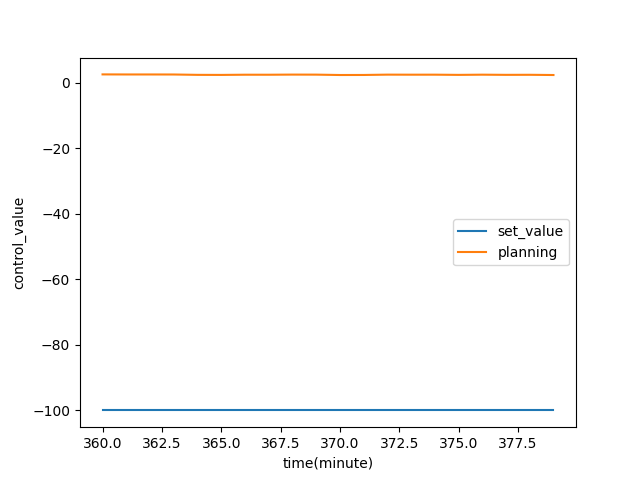 0
−20
−40
−60
−80
−100
control_value
set_value
planning
360.0 362.5 365.0 367.5 370.0 372.5 375.0 377.5
time(minute)